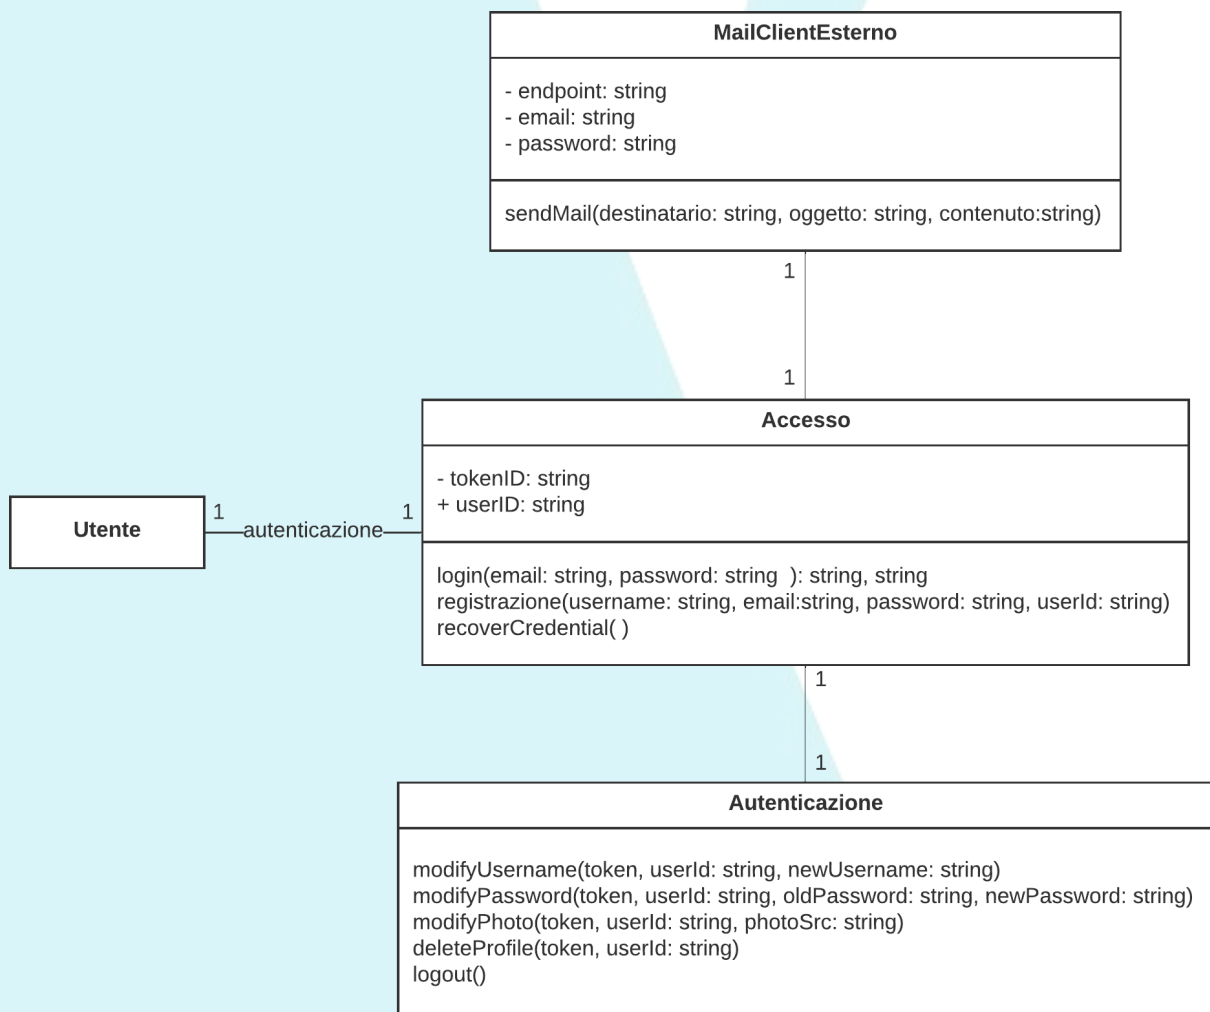 MailClientEsterno
- endpoint: string
- email: string
- password: string
sendMail(destinatario: string, oggetto: string, contenuto:string)
1
1
Accesso
- tokenID: string
+ userID: string
login(email: string, password: string  ): string, string
registrazione(username: string, email:string, password: string, userId: string)
recoverCredential( )
Utente
1
autenticazione
1
1
1
Autenticazione
modifyUsername(token, userId: string, newUsername: string)
modifyPassword(token, userId: string, oldPassword: string, newPassword: string)
modifyPhoto(token, userId: string, photoSrc: string)
deleteProfile(token, userId: string)
logout()